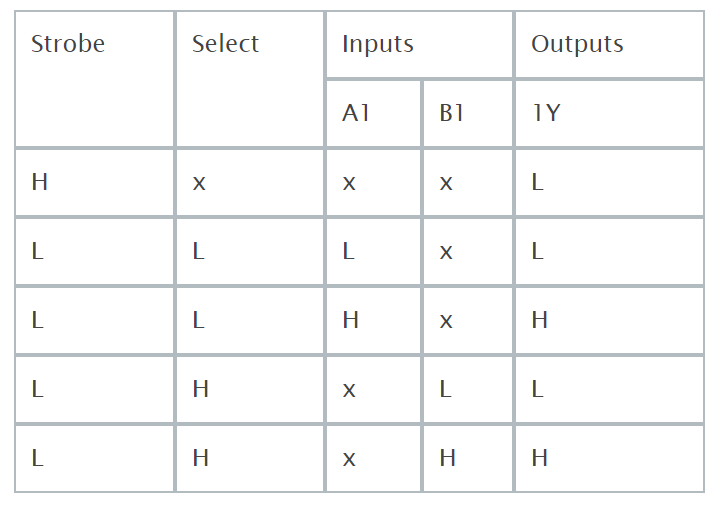 Strobe Select Inputs Outputs
A1 B1 1Y
H x x x L
L L L x L
L L H x H
L H x L L
L H x H H